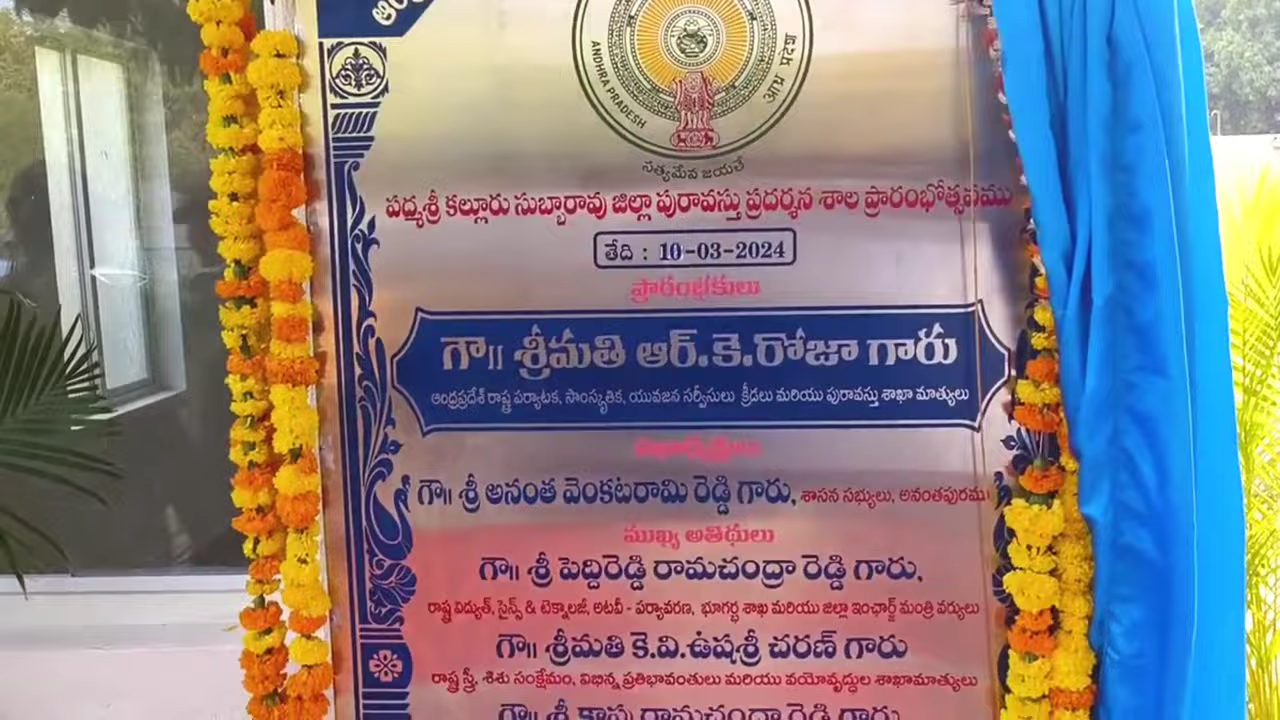 ANDHRA PRADESH
आन्ध्र प्रदेश
సత్యమేవ జయతే
పద్మశ్రీ కల్లూరు సుబ్బారావు జిల్లా పురావస్తు ప్రదర్శన శాల ప్రారంభోత్సవము
తేది : 10-03-2024
ప్రారంభకులు
గౌ|| శ్రీమతి ఆర్.కె.రోజా గారు
ఆంధ్రప్రదేశ్ రాష్ట్ర పర్యాటక, సాంస్కృతిక, యువజన సర్వీసులు క్రీడలు మరియు పురావస్తు శాఖా మాత్యులు
గౌ|| శ్రీ అనంత వెంకటరామి రెడ్డి గారు, శాసన సభ్యులు, అనంతపురము
ముఖ్య అతిథులు
గౌ|| శ్రీ పెద్దిరెడ్డి రామచంద్రా రెడ్డి గారు,
రాష్ట్ర విద్యుత్, సైన్స్ & టెక్నాలజీ, అటవీ - పర్యావరణ, భూగర్భ శాఖ మరియు జిల్లా ఇంఛార్జ్ మంత్రి వర్యులు
గౌ|| శ్రీమతి కె.వి.ఉషశ్రీ చరణ్ గారు
రాష్ట్ర స్త్రీ, శిశు సంక్షేమం, విభిన్న ప్రతిభావంతులు మరియు వయోవృద్ధుల శాఖామాత్యులు
గౌ|| శ్రీ కాపు రామచంద్రా రెడ్డి గారు